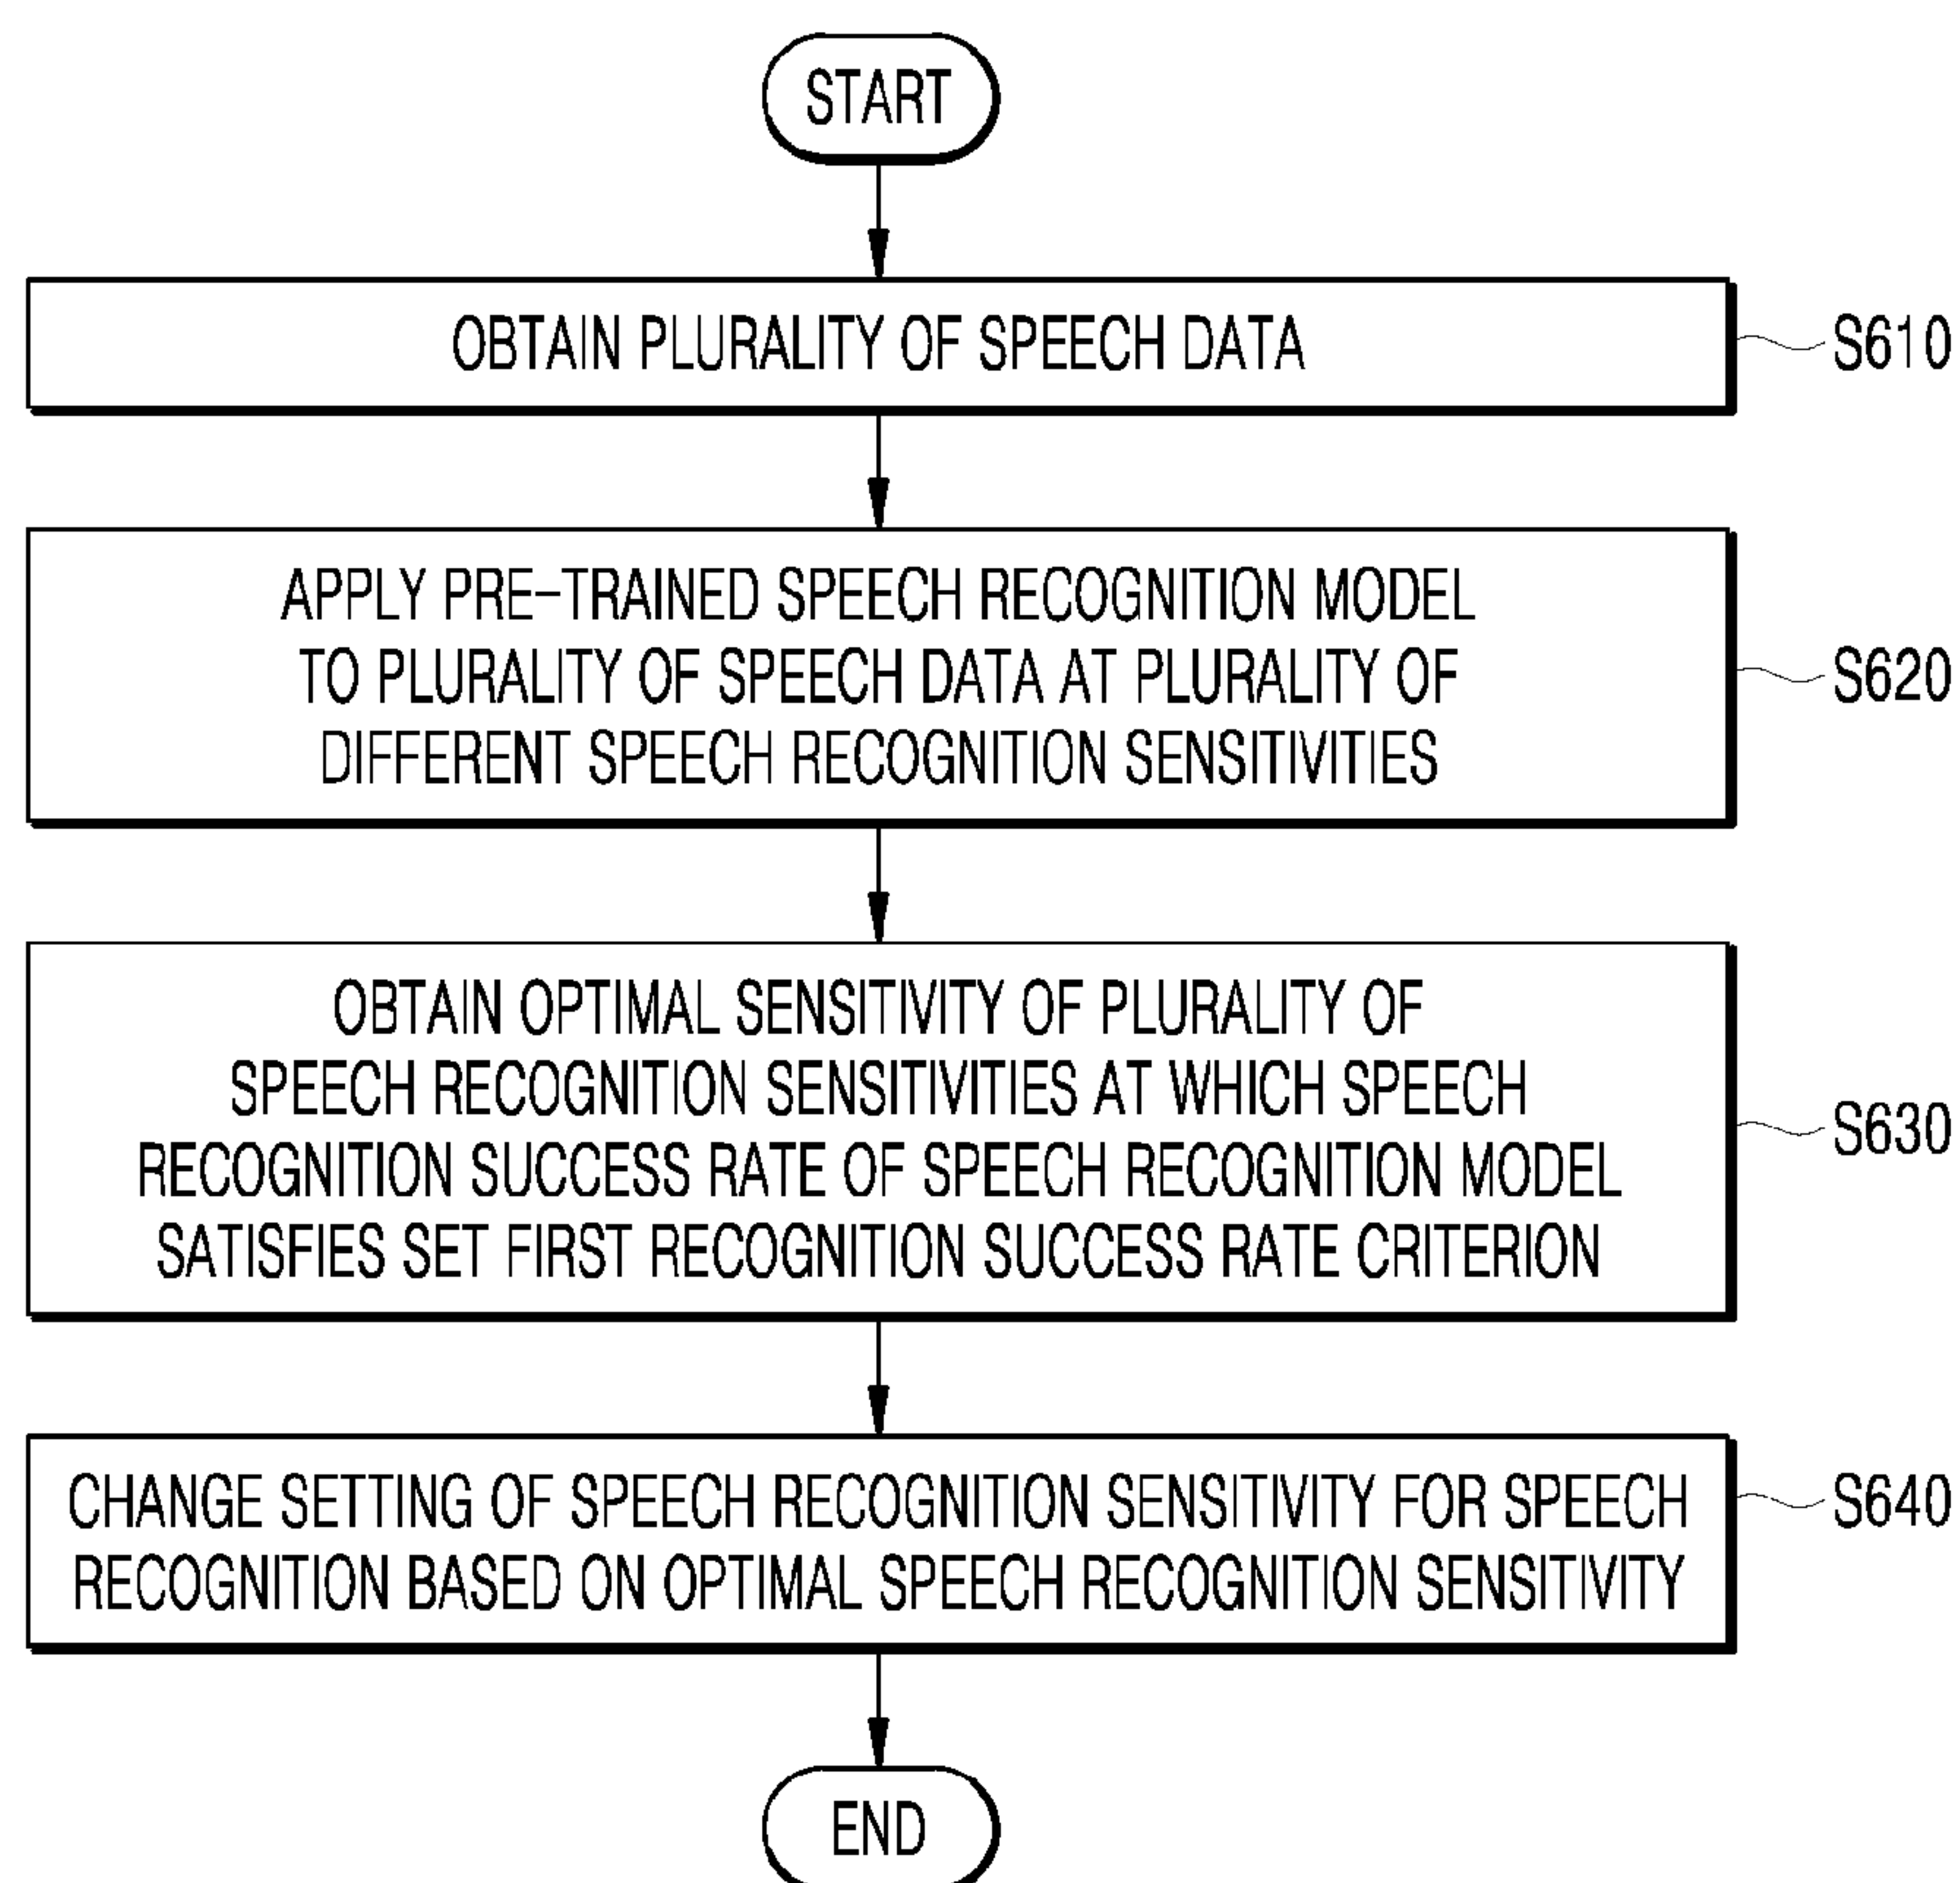 START
OBTAIN PLURALITY OF SPEECH DATA
S610
APPLY PRE-TRAINED SPEECH RECOGNITION MODEL
TO PLURALITY OF SPEECH DATA AT PLURALITY OF
DIFFERENT SPEECH RECOGNITION SENSITIVITIES
S620
OBTAIN OPTIMAL SENSITIVITY OF PLURALITY OF
SPEECH RECOGNITION SENSITIVITIES AT WHICH SPEECH
RECOGNITION SUCCESS RATE OF SPEECH RECOGNITION MODEL
SATISFIES SET FIRST RECOGNITION SUCCESS RATE CRITERION
S630
CHANGE SETTING OF SPEECH RECOGNITION SENSITIVITY FOR SPEECH
RECOGNITION BASED ON OPTIMAL SPEECH RECOGNITION SENSITIVITY
S640
END